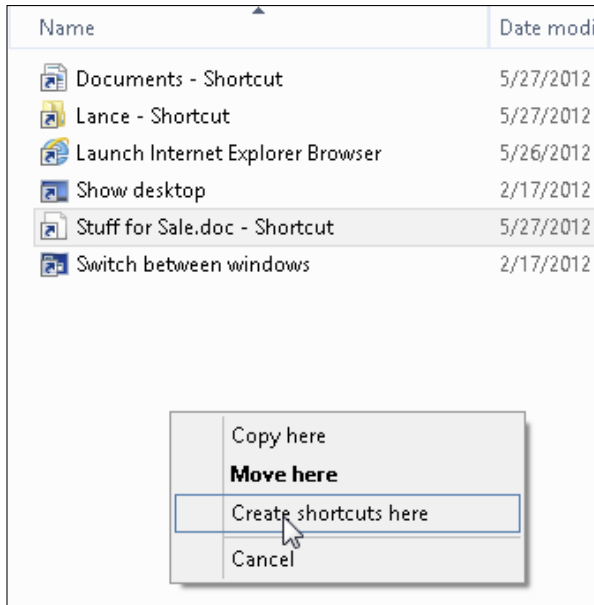 Name Date modi
Documents - Shortcut 5/27/2012
Lance - Shortcut 5/27/2012
Launch Internet Explorer Browser 5/26/2012
Show desktop 2/17/2012
Stuff for Sale.doc - Shortcut 5/27/2012
Switch between windows 2/17/2012
Copy here
Move here
Create shortcuts here
Cancel